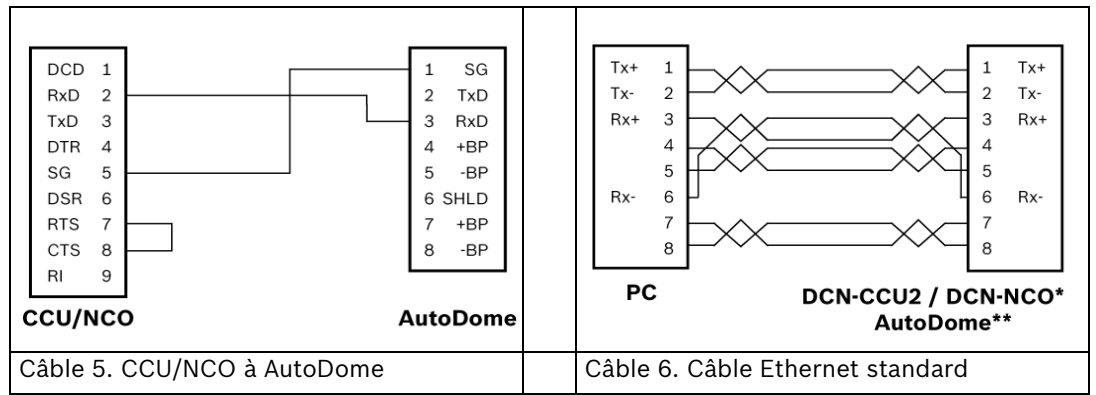 DCD 1
RxD 2
TxD 3
DTR 4
SG 5
DSR 6
RTS 7
CTS 8
RI 9
CCU/NCO
1 SG
2 TxD
3 RxD
4 +BP
5 -BP
6 SHLD
7 +BP
8 -BP
AutoDome
Câble 5. CCU/NCO à AutoDome
Tx+ 1
Tx- 2
Rx+ 3
4
5
Rx- 6
7
8
PC
1 Tx+
2 Tx-
3 Rx+
4
5
6 Rx-
7
8
DCN-CCU2 / DCN-NCO*
AutoDome**
Câble 6. Câble Ethernet standard